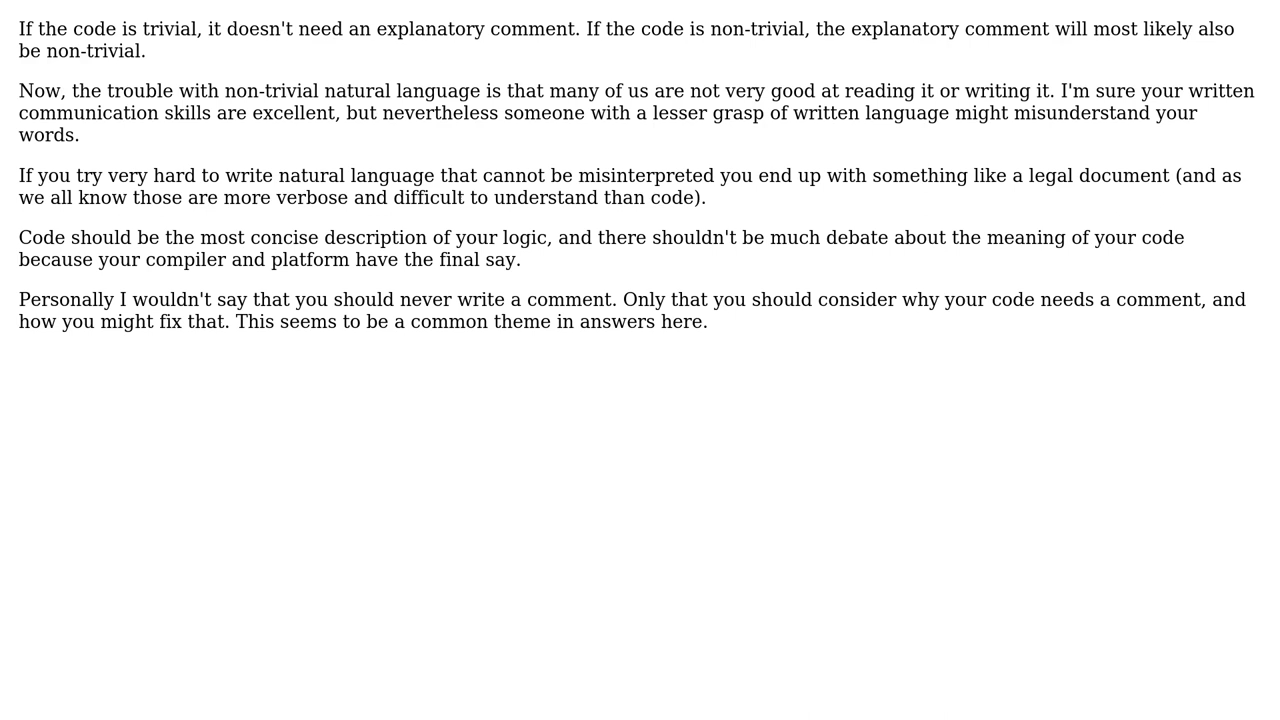 If the code is trivial, it doesn't need an explanatory comment. If the code is non-trivial, the explanatory comment will most likely also
be non-trivial.
Now, the trouble with non-trivial natural language is that many of us are not very good at reading it or writing it. I'm sure your written
communication skills are excellent, but nevertheless someone with a lesser grasp of written language might misunderstand your
words.
If you try very hard to write natural language that cannot be misinterpreted you end up with something like a legal document (and as
we all know those are more verbose and difficult to understand than code).
Code should be the most concise description of your logic, and there shouldn't be much debate about the meaning of your code
because your compiler and platform have the final say.
Personally I wouldn't say that you should never write a comment. Only that you should consider why your code needs a comment, and
how you might fix that. This seems to be a common theme in answers here.